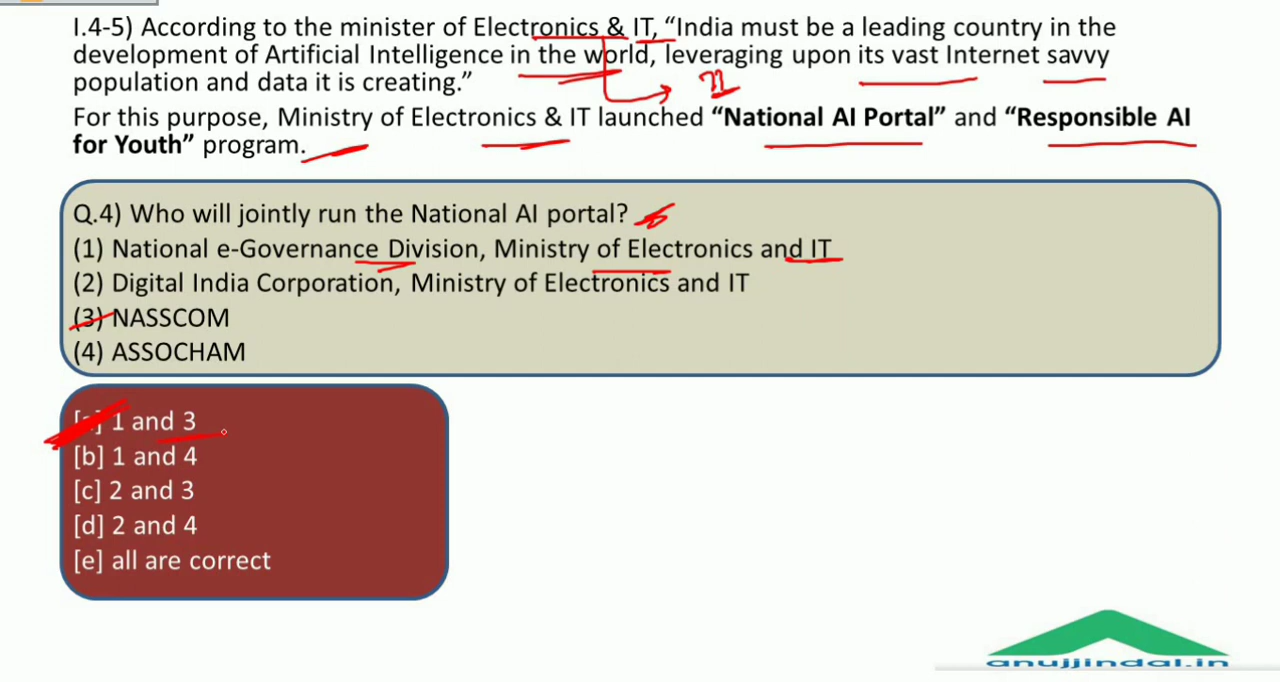 I.4-5) According to the minister of Electronics & IT, “India must be a leading country in the
development of Artificial Intelligence in the world, leveraging upon its vast Internet savvy
population and data it is creating.”
For this purpose, Ministry of Electronics & IT launched “National AI Portal” and “Responsible AI
for Youth” program.
Q.4) Who will jointly run the National AI portal?
(1) National e-Governance Division, Ministry of Electronics and IT
(2) Digital India Corporation, Ministry of Electronics and IT
(3) NASSCOM
(4) ASSOCHAM
1 and 3
[b] 1 and 4
[c] 2 and 3
[d] 2 and 4
[e] all are correct
anujjindal.in